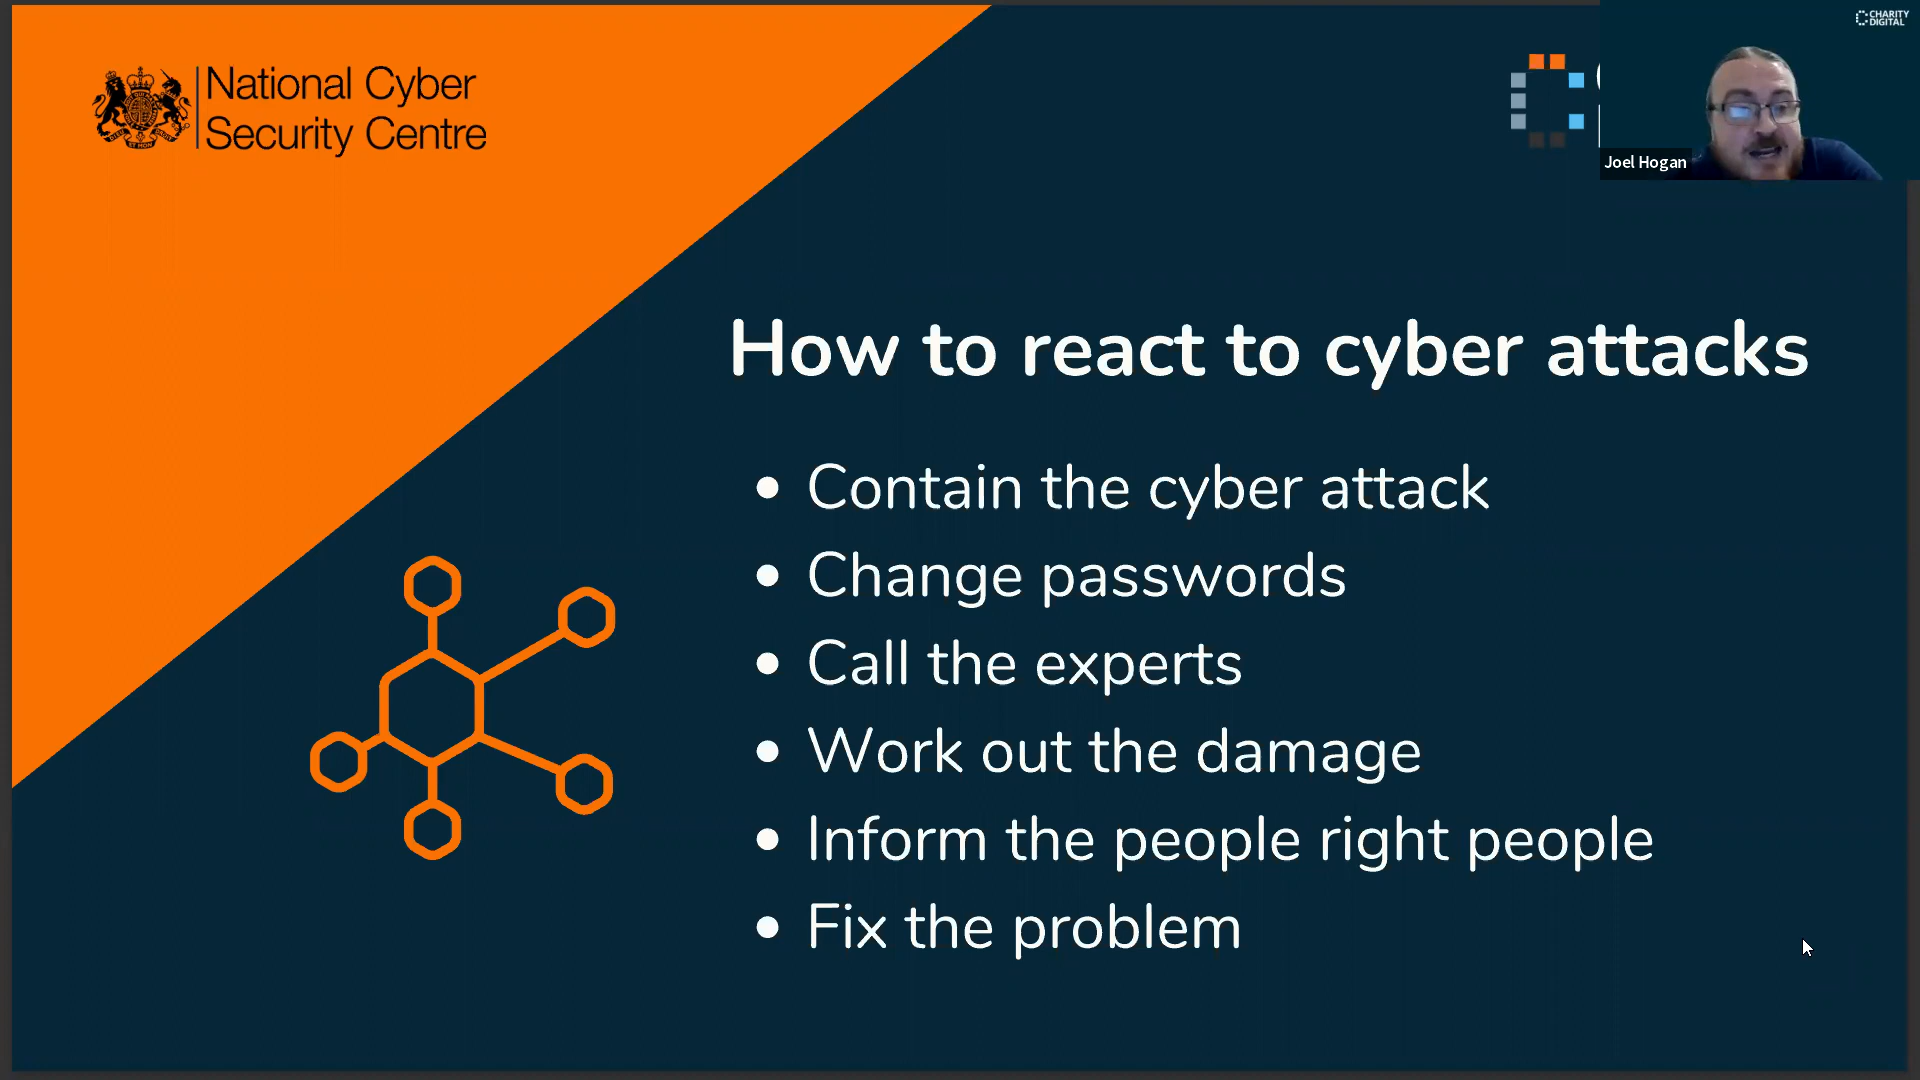 National Cyber
Security Centre
CHARITY
DIGITAL
Joel Hogan
How to react to cyber attacks
• Contain the cyber attack
• Change passwords
• Call the experts
• Work out the damage
• Inform the people right people
• Fix the problem